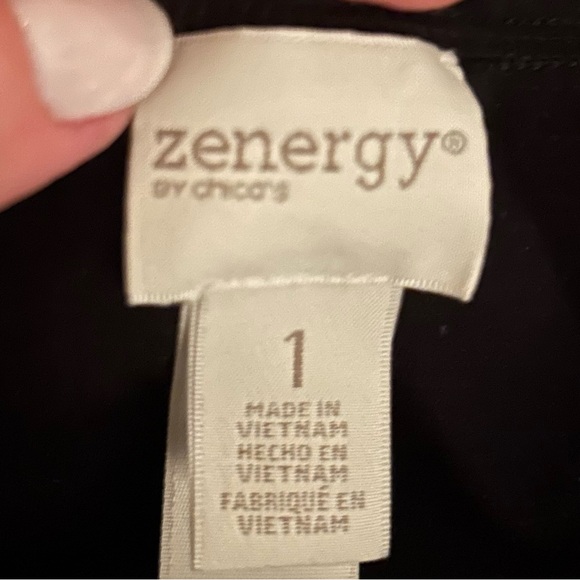 zenergy®
BY chico's
1
MADE IN
VIETNAM
HECHO EN
VIETNAM
FABRIQUÉ EN
VIETNAM